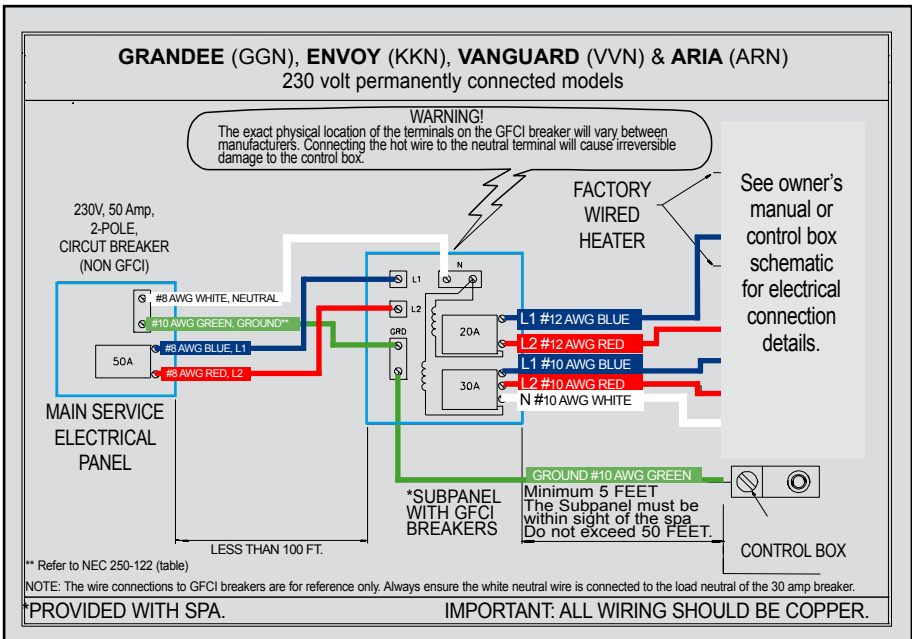 GRANDEE (GGN), ENVOY (KKN), VANGUARD (VVN) & ARIA (ARN)
230 volt permanently connected models
WARNING!
The exact physical location of the terminals on the GFCI breaker will vary between
manufacturers. Connecting the hot wire to the neutral terminal will cause irreversible
damage to the control box.
FACTORY
WIRED
HEATER
See owner's
manual or
control box
schematic
for electrical
connection
details.
230V, 50 Amp,
2-POLE,
CIRCUT BREAKER
(NON GFCI)
#8 AWG WHITE, NEUTRAL
#10 AWG GREEN, GROUND**
#8 AWG BLUE, L1
#8 AWG RED, L2
50A
MAIN SERVICE
ELECTRICAL
PANEL
N
L1
L2
GRD
20A
30A
L1 #12 AWG BLUE
L2 #12 AWG RED
L1 #10 AWG BLUE
L2 #10 AWG RED
N #10 AWG WHITE
GROUND #10 AWG GREEN
*SUBPANEL
WITH GFCI
BREAKERS
Minimum 5 FEET
The Subpanel must be
within sight of the spa
Do not exceed 50 FEET.
LESS THAN 100 FT.
CONTROL BOX
** Refer to NEC 250-122 (table)
NOTE: The wire connections to GFCI breakers are for reference only. Always ensure the white neutral wire is connected to the load neutral of the 30 amp breaker.
*PROVIDED WITH SPA.
IMPORTANT: ALL WIRING SHOULD BE COPPER.